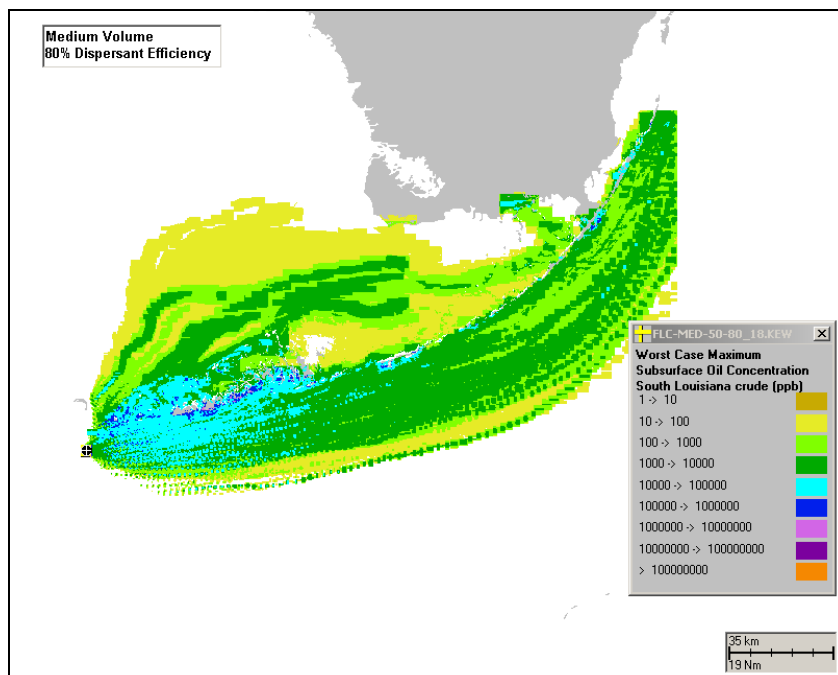 Medium Volume
80% Dispersant Efficiency
FLC-MED-50-80_18.KEW
Worst Case Maximum
Subsurface Oil Concentration
South Louisiana crude (ppb)
1 -> 10
10 -> 100
100 -> 1000
1000 -> 10000
10000 -> 100000
100000 -> 1000000
1000000 -> 10000000
10000000 -> 100000000
> 100000000
35 km
19 Nm